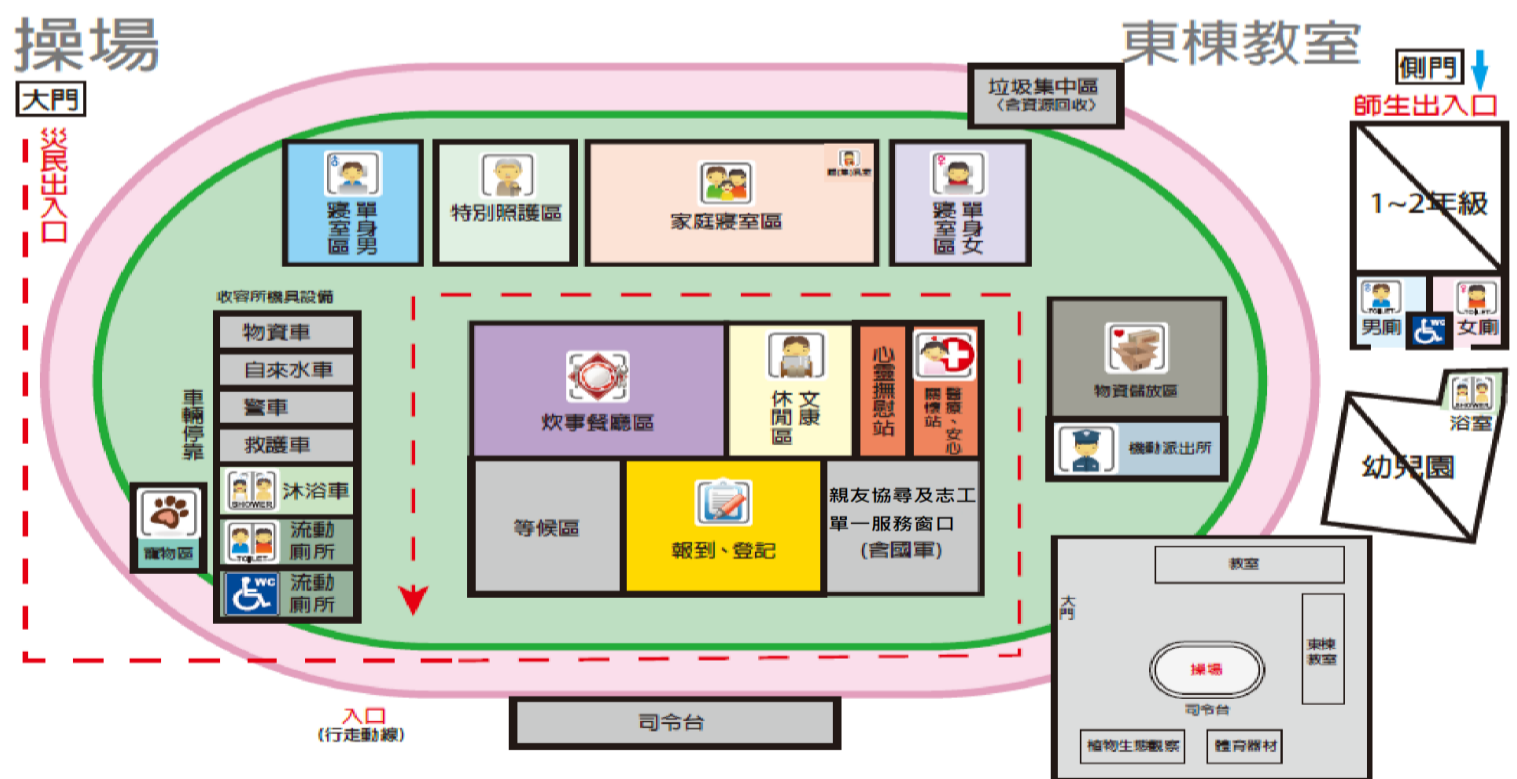 操場
東棟教室
大門
災民出入口
側門
師生出入口
垃圾集中區
〈含資源回收〉
單身男
寢室區
特別照護區
家庭寢室區
單身女
寢室區
1~2年級
TOILET
男廁
WC
TOILET
女廁
SHOWER
浴室
幼兒園
收容所機具設備
物資車
自來水車
警車
救護車
車輛停靠
SHOWER
沐浴車
TOILET
流動
廁所
WC
流動
廁所
寵物區
炊事餐廳區
文康
休閒區
心靈撫慰站
醫療、安心
關懷站
等候區
報到、登記
親友協尋及志工
單一服務窗口
(含國軍)
物資儲放區
機動派出所
入口
(行走動線)
司令台
教室
大門
東棟
教室
操場
司令台
植物生態觀察
體育器材